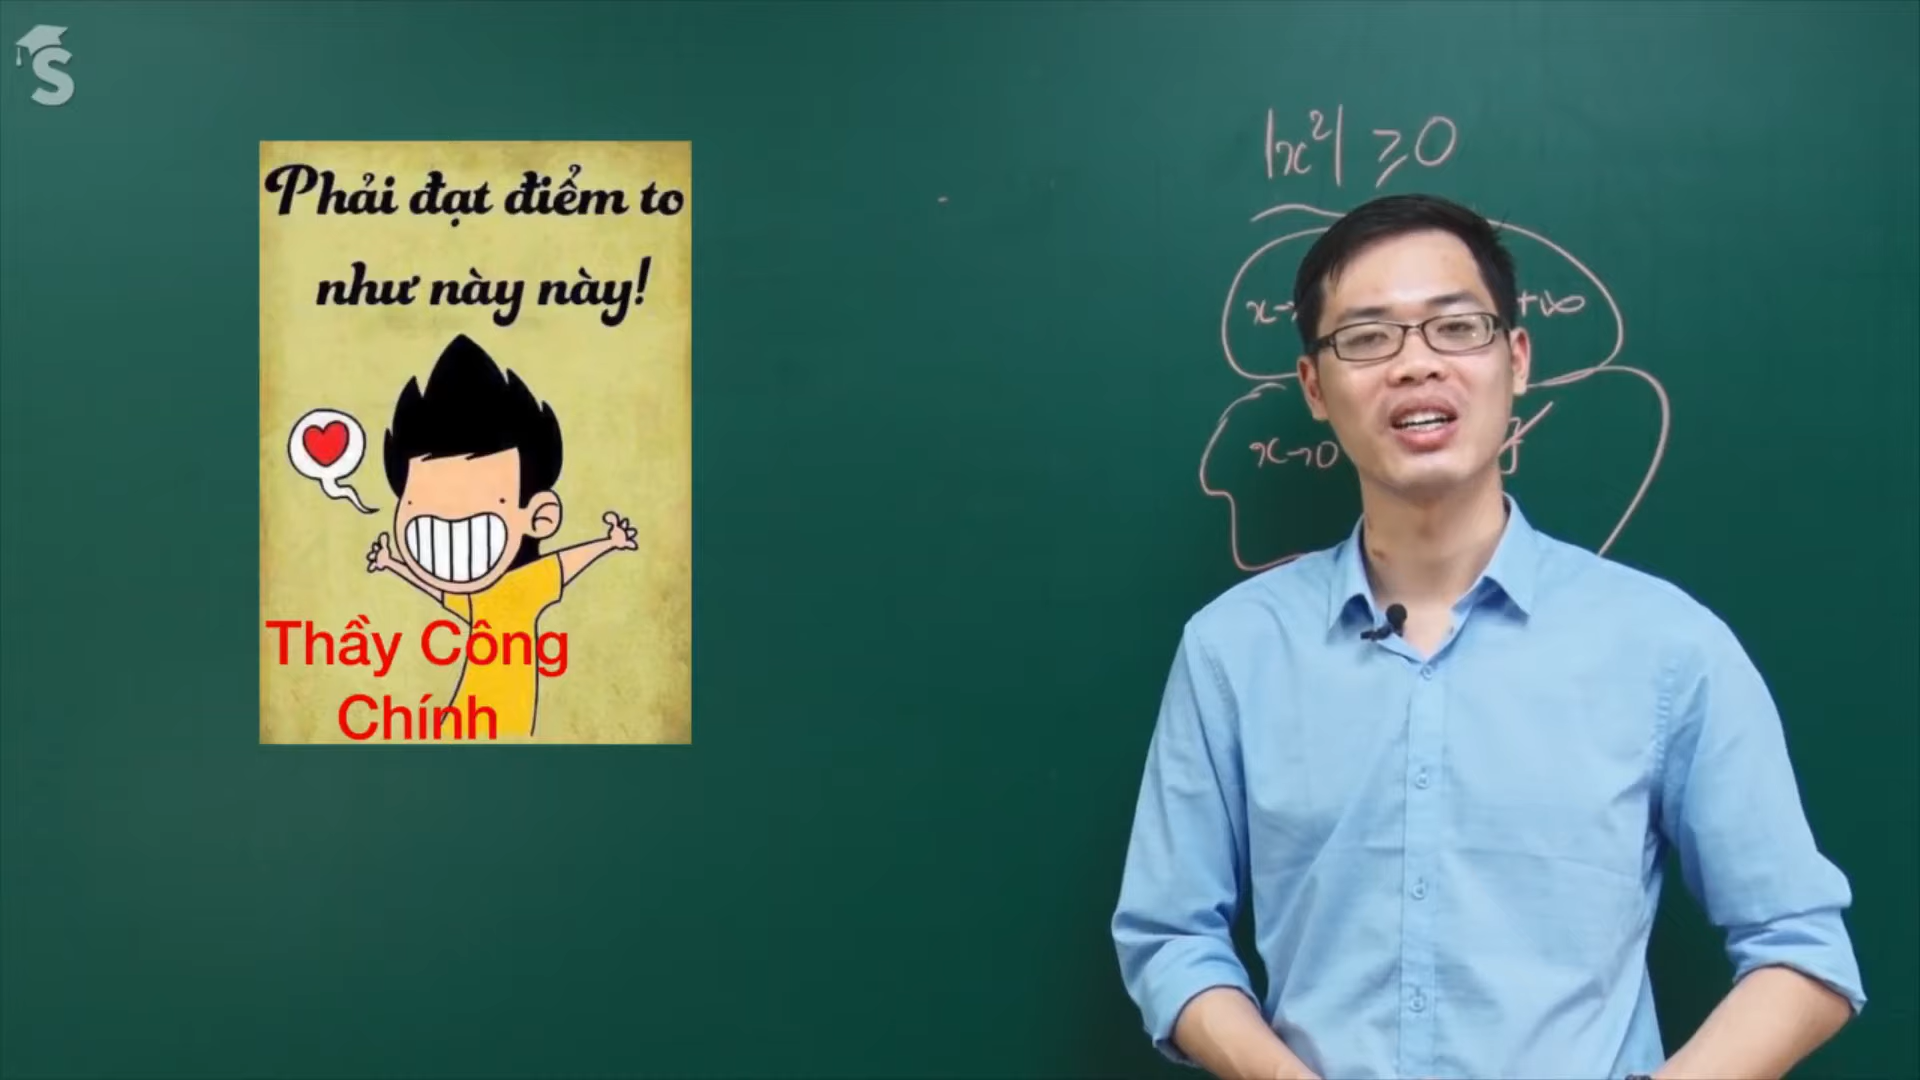 S
Phải đạt điểm to
như này này!
Thầy Công
Chính
|x²| ≥ 0
+∞
x→0